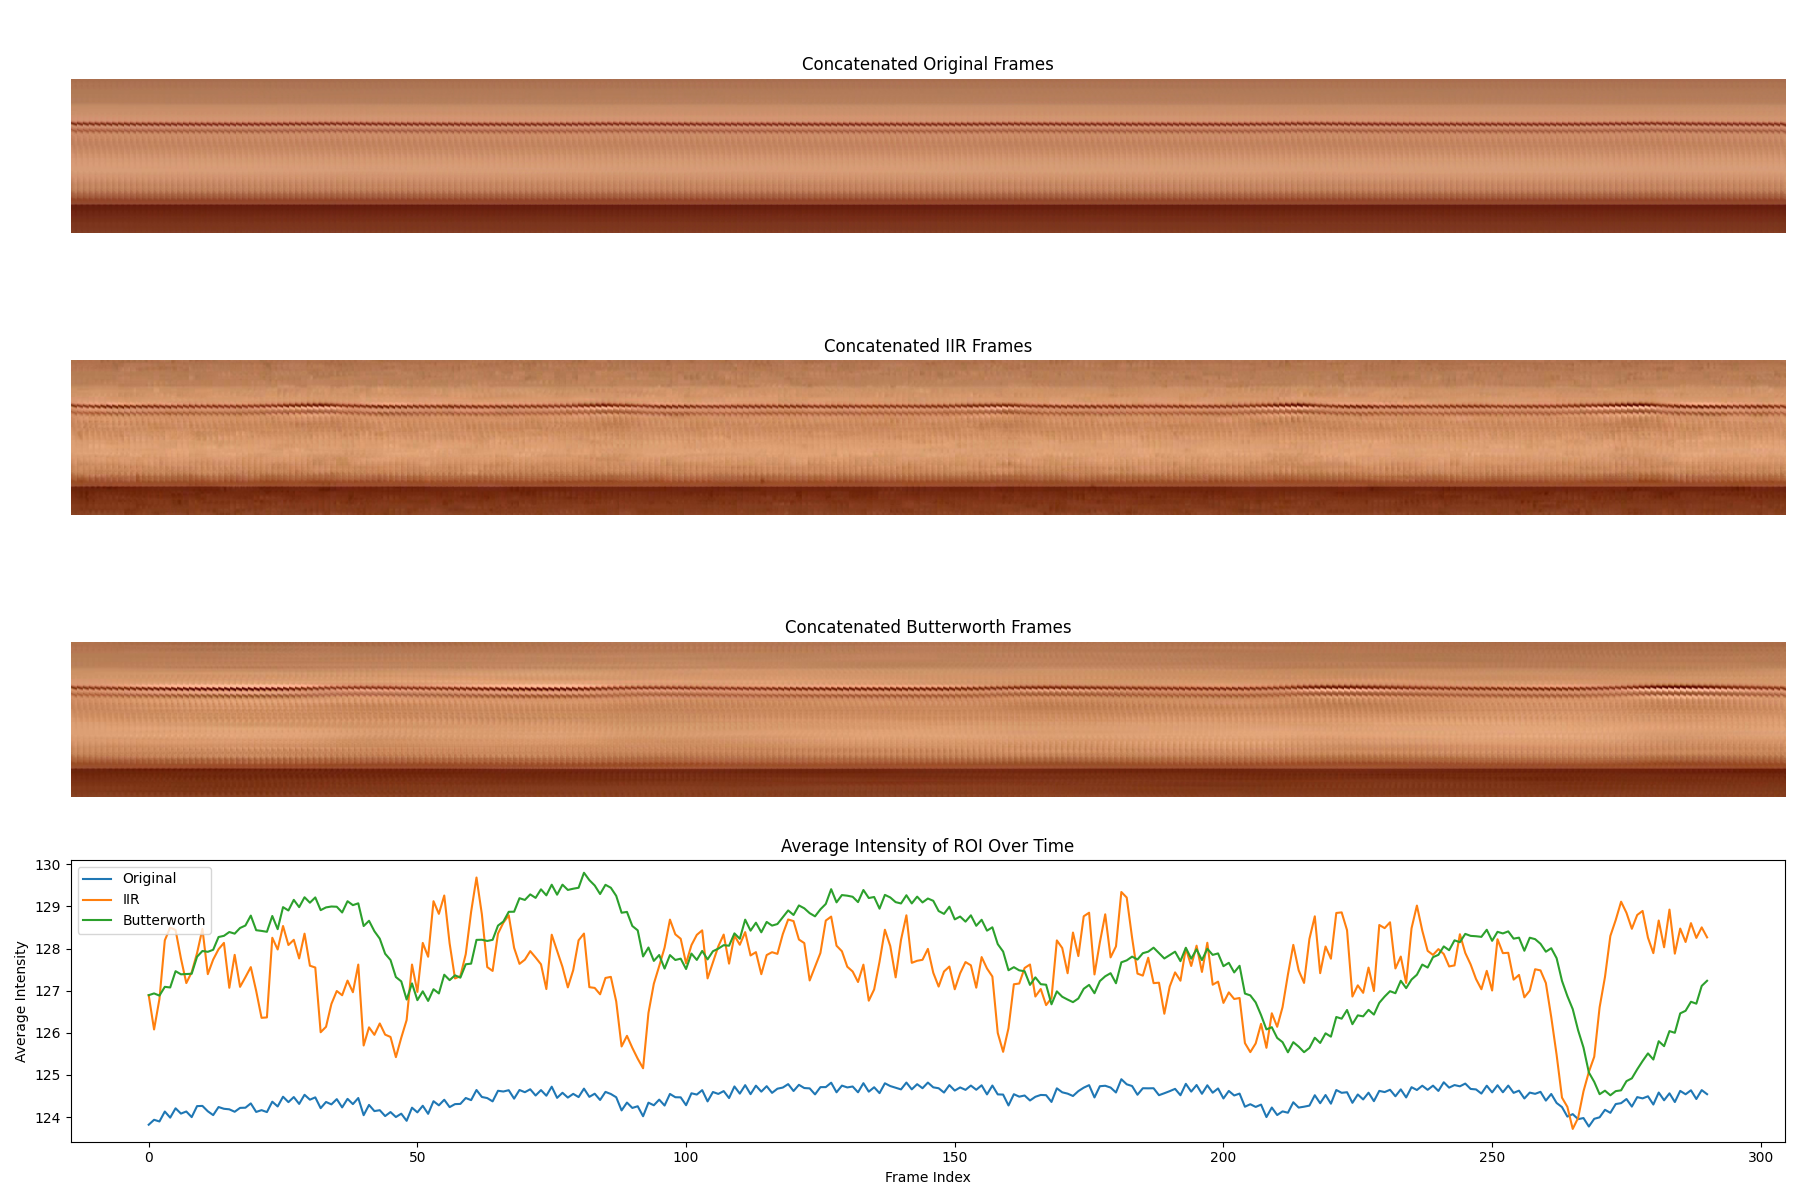 Concatenated Original Frames
Concatenated IIR Frames
Concatenated Butterworth Frames
Average Intensity of ROI Over Time
Original
IIR
Butterworth
Average Intensity
130
129
128
127
126
125
124
0 50 100 150 200 250 300
Frame Index